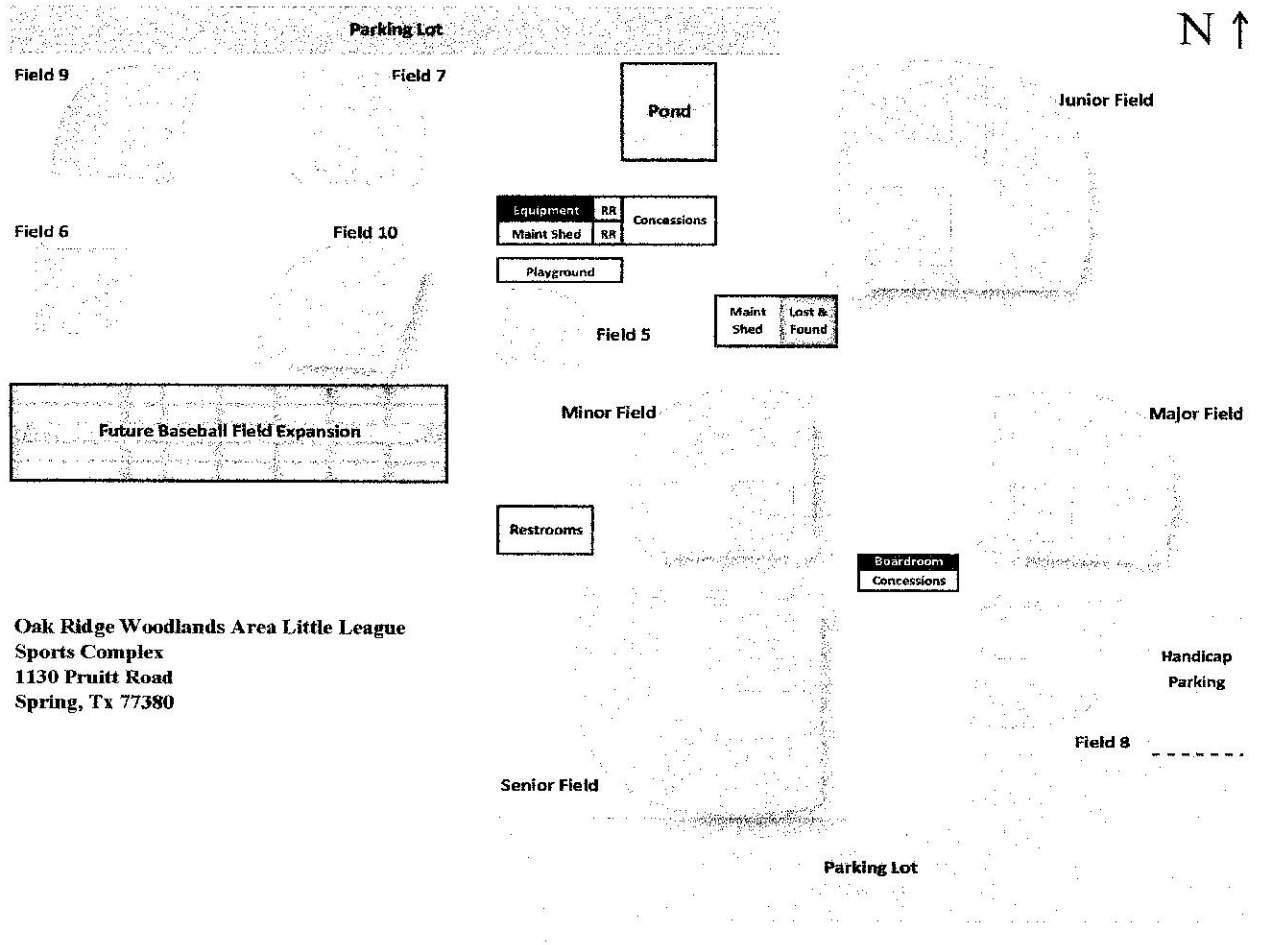 Parking Lot
N ↑
Field 9
Field 7
Junior Field
Pond
Equipment
RR
Concessions
Maint Shed
RR
Field 6
Field 10
Playground
Maint
Shed
Lost &
Found
Field 5
Minor Field
Major Field
Future Baseball Field Expansion
Restrooms
Boardroom
Concessions
Oak Ridge Woodlands Area Little League
Sports Complex
1130 Pruitt Road
Spring, Tx 77380
Handicap
Parking
Field 8
Senior Field
Parking Lot